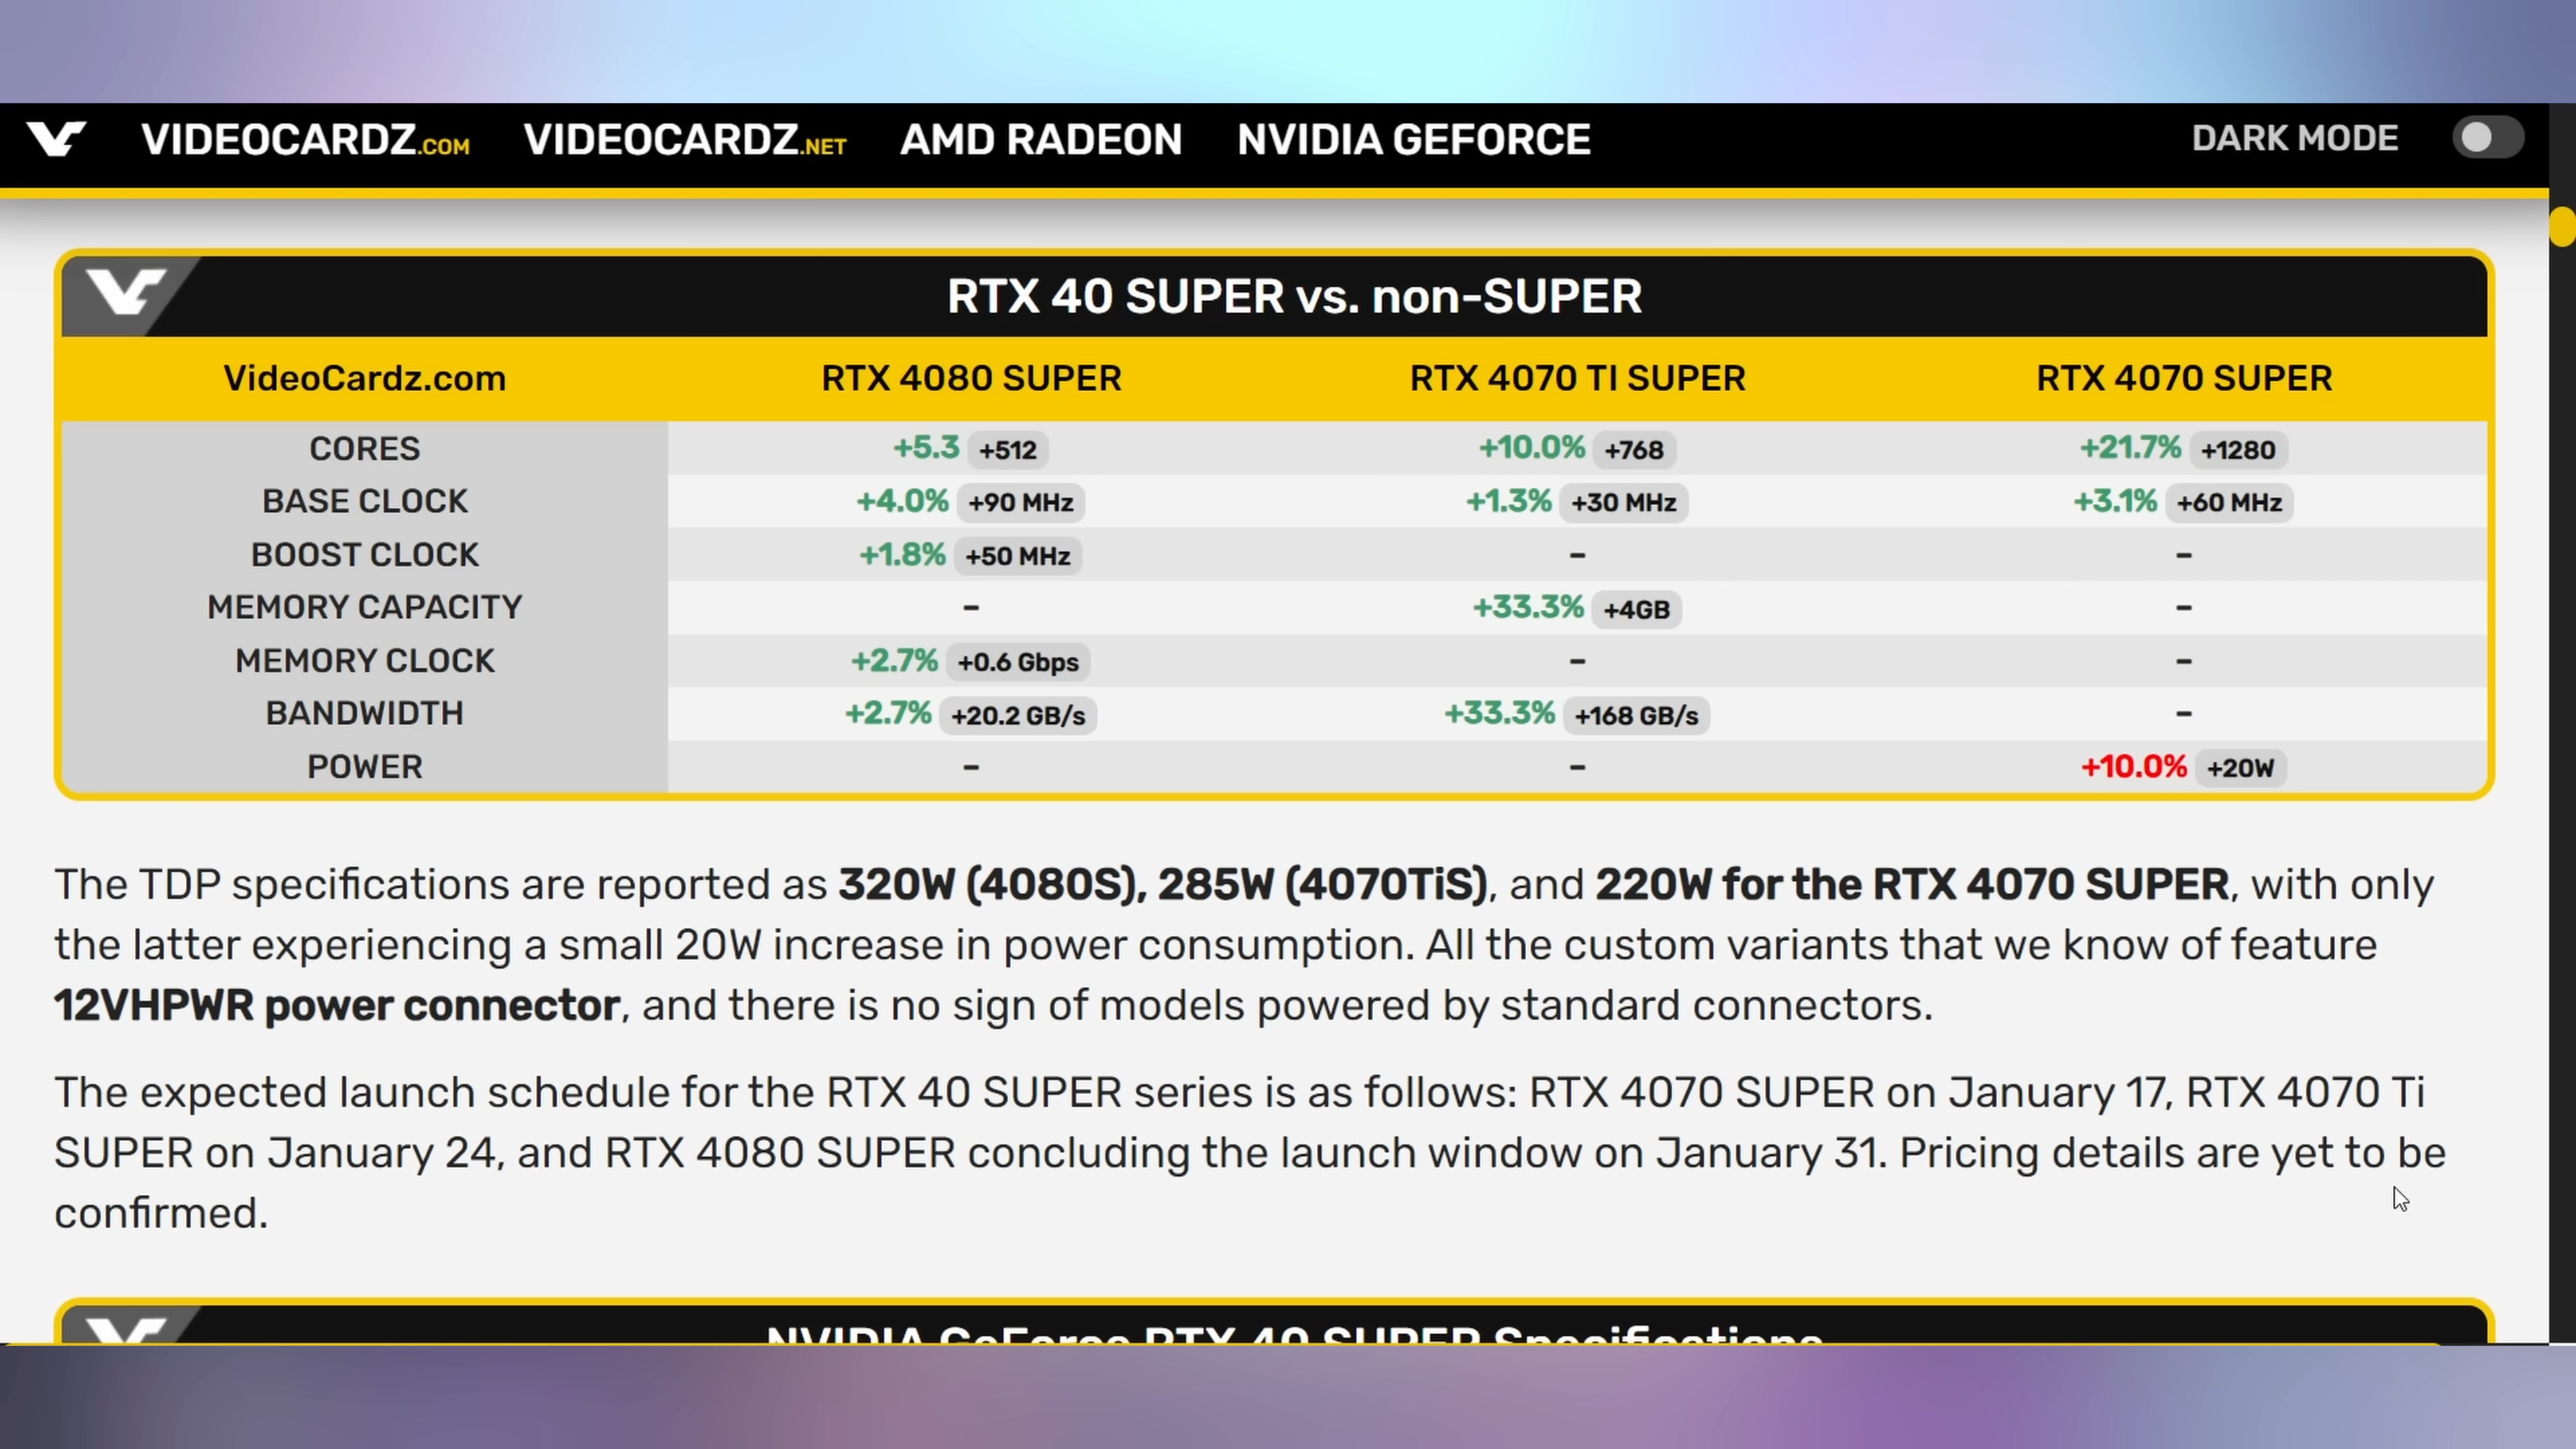 VIDEOCARDZ.COM VIDEOCARDZ.NET AMD RADEON NVIDIA GEFORCE DARK MODE
RTX 40 SUPER vs. non-SUPER
VideoCardz.com RTX 4080 SUPER RTX 4070 TI SUPER RTX 4070 SUPER
CORES +5.3 +512 +10.0% +768 +21.7% +1280
BASE CLOCK +4.0% +90 MHz +1.3% +30 MHz +3.1% +60 MHz
BOOST CLOCK +1.8% +50 MHz – –
MEMORY CAPACITY – +33.3% +4GB –
MEMORY CLOCK +2.7% +0.6 Gbps – –
BANDWIDTH +2.7% +20.2 GB/s +33.3% +168 GB/s –
POWER – – +10.0% +20W
The TDP specifications are reported as 320W (4080S), 285W (4070TiS), and 220W for the RTX 4070 SUPER, with only
the latter experiencing a small 20W increase in power consumption. All the custom variants that we know of feature
12VHPWR power connector, and there is no sign of models powered by standard connectors.
The expected launch schedule for the RTX 40 SUPER series is as follows: RTX 4070 SUPER on January 17, RTX 4070 Ti
SUPER on January 24, and RTX 4080 SUPER concluding the launch window on January 31. Pricing details are yet to be
confirmed.
NVIDIA GeForce RTX 40 SUPER Specifications